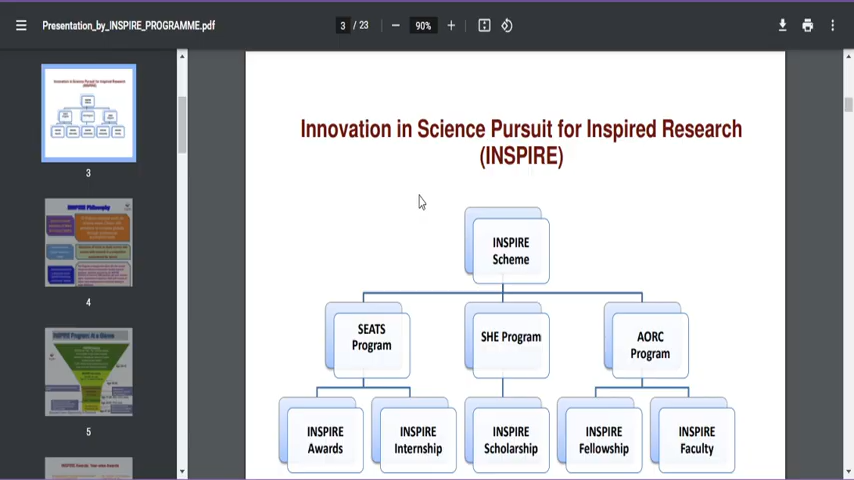 Presentation_by_INSPIRE_PROGRAMME.pdf
3 / 23
90%
Innovation in Science Pursuit for Inspired Research
(INSPIRE)
INSPIRE
Scheme
SEATS
Program
SHE Program
AORC
Program
INSPIRE
Awards
INSPIRE
Internship
INSPIRE
Scholarship
INSPIRE
Fellowship
INSPIRE
Faculty
3
INSPIRE Philosophy
4
INSPIRE Program At a Glance
5